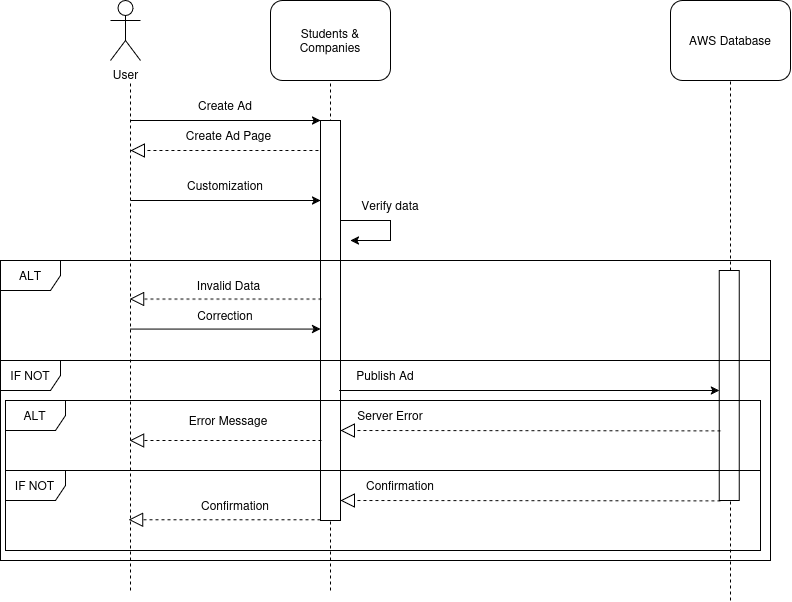 Students &
Companies
AWS Database
User
Create Ad
Create Ad Page
Customization
Verify data
ALT
Invalid Data
Correction
IF NOT
Publish Ad
ALT
Error Message
Server Error
IF NOT
Confirmation
Confirmation